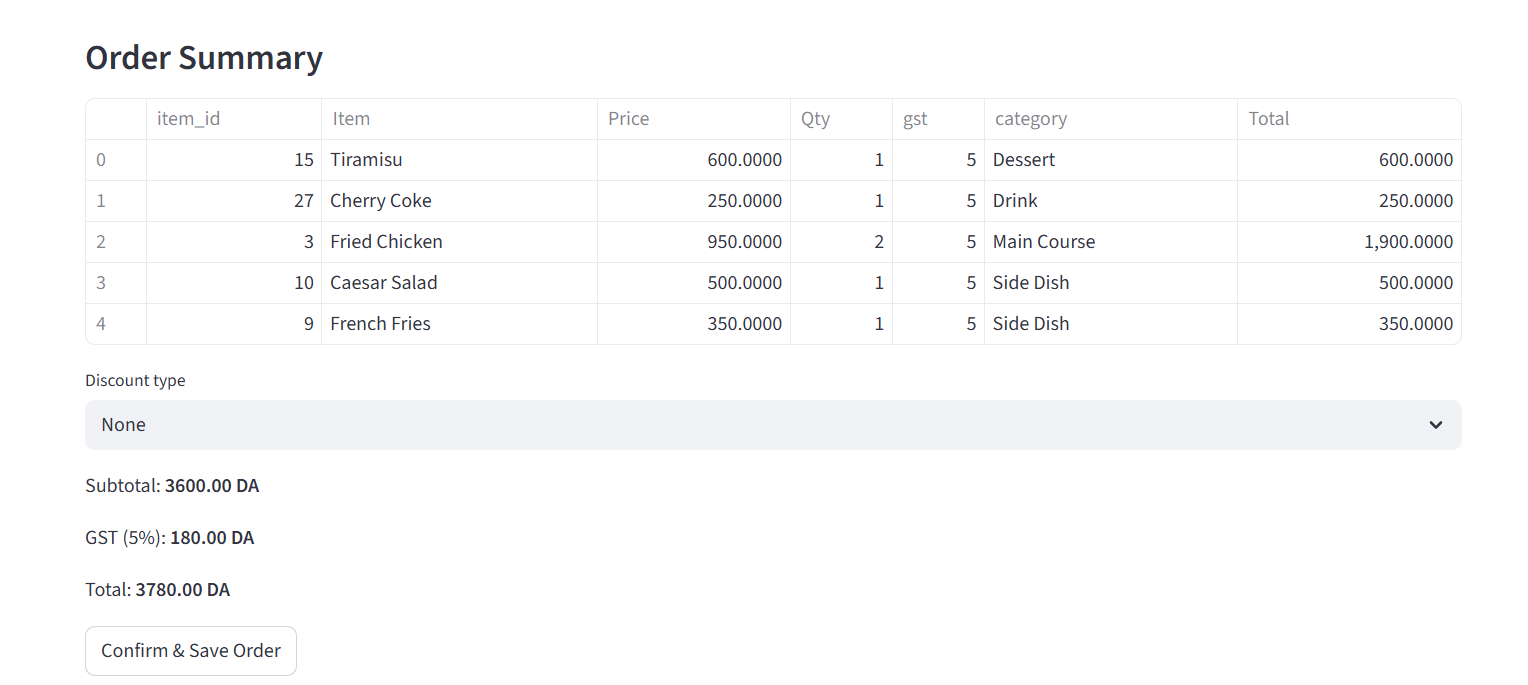 Order Summary
item_id Item Price Qty gst category Total
0 15 Tiramisu 600.0000 1 5 Dessert 600.0000
1 27 Cherry Coke 250.0000 1 5 Drink 250.0000
2 3 Fried Chicken 950.0000 2 5 Main Course 1,900.0000
3 10 Caesar Salad 500.0000 1 5 Side Dish 500.0000
4 9 French Fries 350.0000 1 5 Side Dish 350.0000
Discount type
None
Subtotal: 3600.00 DA
GST (5%): 180.00 DA
Total: 3780.00 DA
Confirm & Save Order